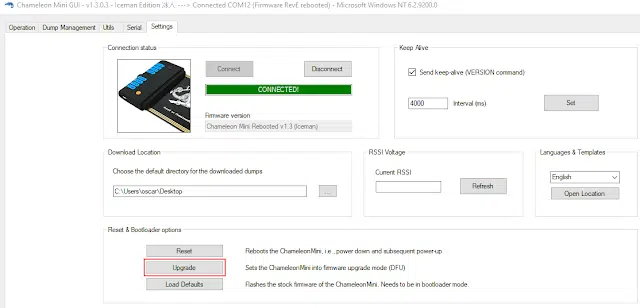 Chameleon Mini GUI - v1.3.0.3 - Iceman Edition 冰人 ---> Connected COM12 (Firmware RevE rebooted) - Microsoft Windows NT 6.2.9200.0
Operation Dump Management Utils Serial Settings
Connection status
Connect
Disconnect
CONNECTED!
Firmware version
Chameleon Mini Rebooted v1.3 (Iceman)
Keep Alive
Send keep-alive (VERSION command)
4000 Interval (ms) Set
Download Location
Choose the default directory for the downloaded dumps
C:\Users\oscar\Desktop ...
RSSI Voltage
Current RSSI
Refresh
Languages & Templates
English
Open Location
Reset & Bootloader options
Reset Reboots the ChameleonMini, i.e., power down and subsequent power-up.
Upgrade Sets the ChameleonMini into firmware upgrade mode (DFU)
Load Defaults Flashes the stock firmware of the ChameleonMini. Needs to be in bootloader mode.